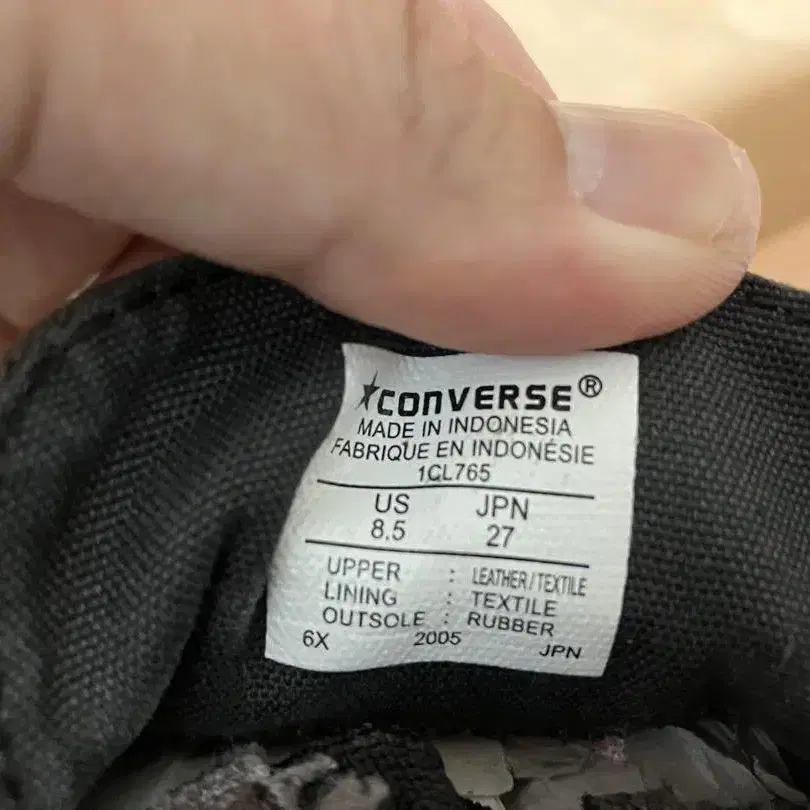 CONVERSE®
MADE IN INDONESIA
FABRIQUE EN INDONÉSIE
1CL765
US JPN
8.5 27
UPPER : LEATHER/TEXTILE
LINING : TEXTILE
OUTSOLE : RUBBER
6X 2005 JPN